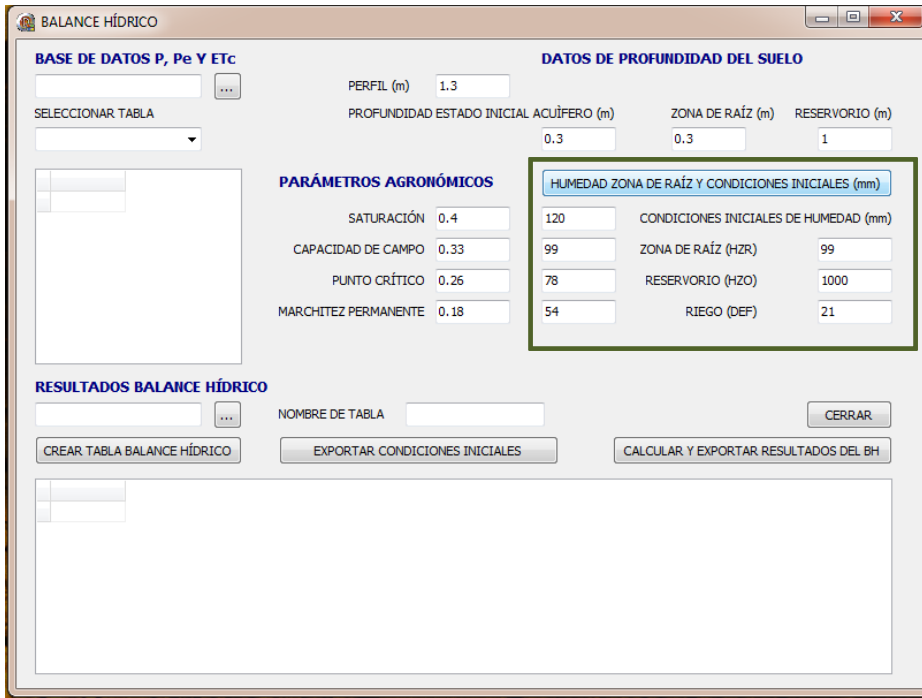 BALANCE HÍDRICO
BASE DE DATOS P, Pe Y ETc DATOS DE PROFUNDIDAD DEL SUELO
... PERFIL (m) 1.3
SELECCIONAR TABLA PROFUNDIDAD ESTADO INICIAL ACUÌFERO (m) ZONA DE RAÍZ (m) RESERVORIO (m)
0.3 0.3 1
PARÁMETROS AGRONÓMICOS HUMEDAD ZONA DE RAÍZ Y CONDICIONES INICIALES (mm)
SATURACIÓN 0.4 120 CONDICIONES INICIALES DE HUMEDAD (mm)
CAPACIDAD DE CAMPO 0.33 99 ZONA DE RAÍZ (HZR) 99
PUNTO CRÍTICO 0.26 78 RESERVORIO (HZO) 1000
MARCHITEZ PERMANENTE 0.18 54 RIEGO (DEF) 21
RESULTADOS BALANCE HÍDRICO
... NOMBRE DE TABLA CERRAR
CREAR TABLA BALANCE HÍDRICO EXPORTAR CONDICIONES INICIALES CALCULAR Y EXPORTAR RESULTADOS DEL BH